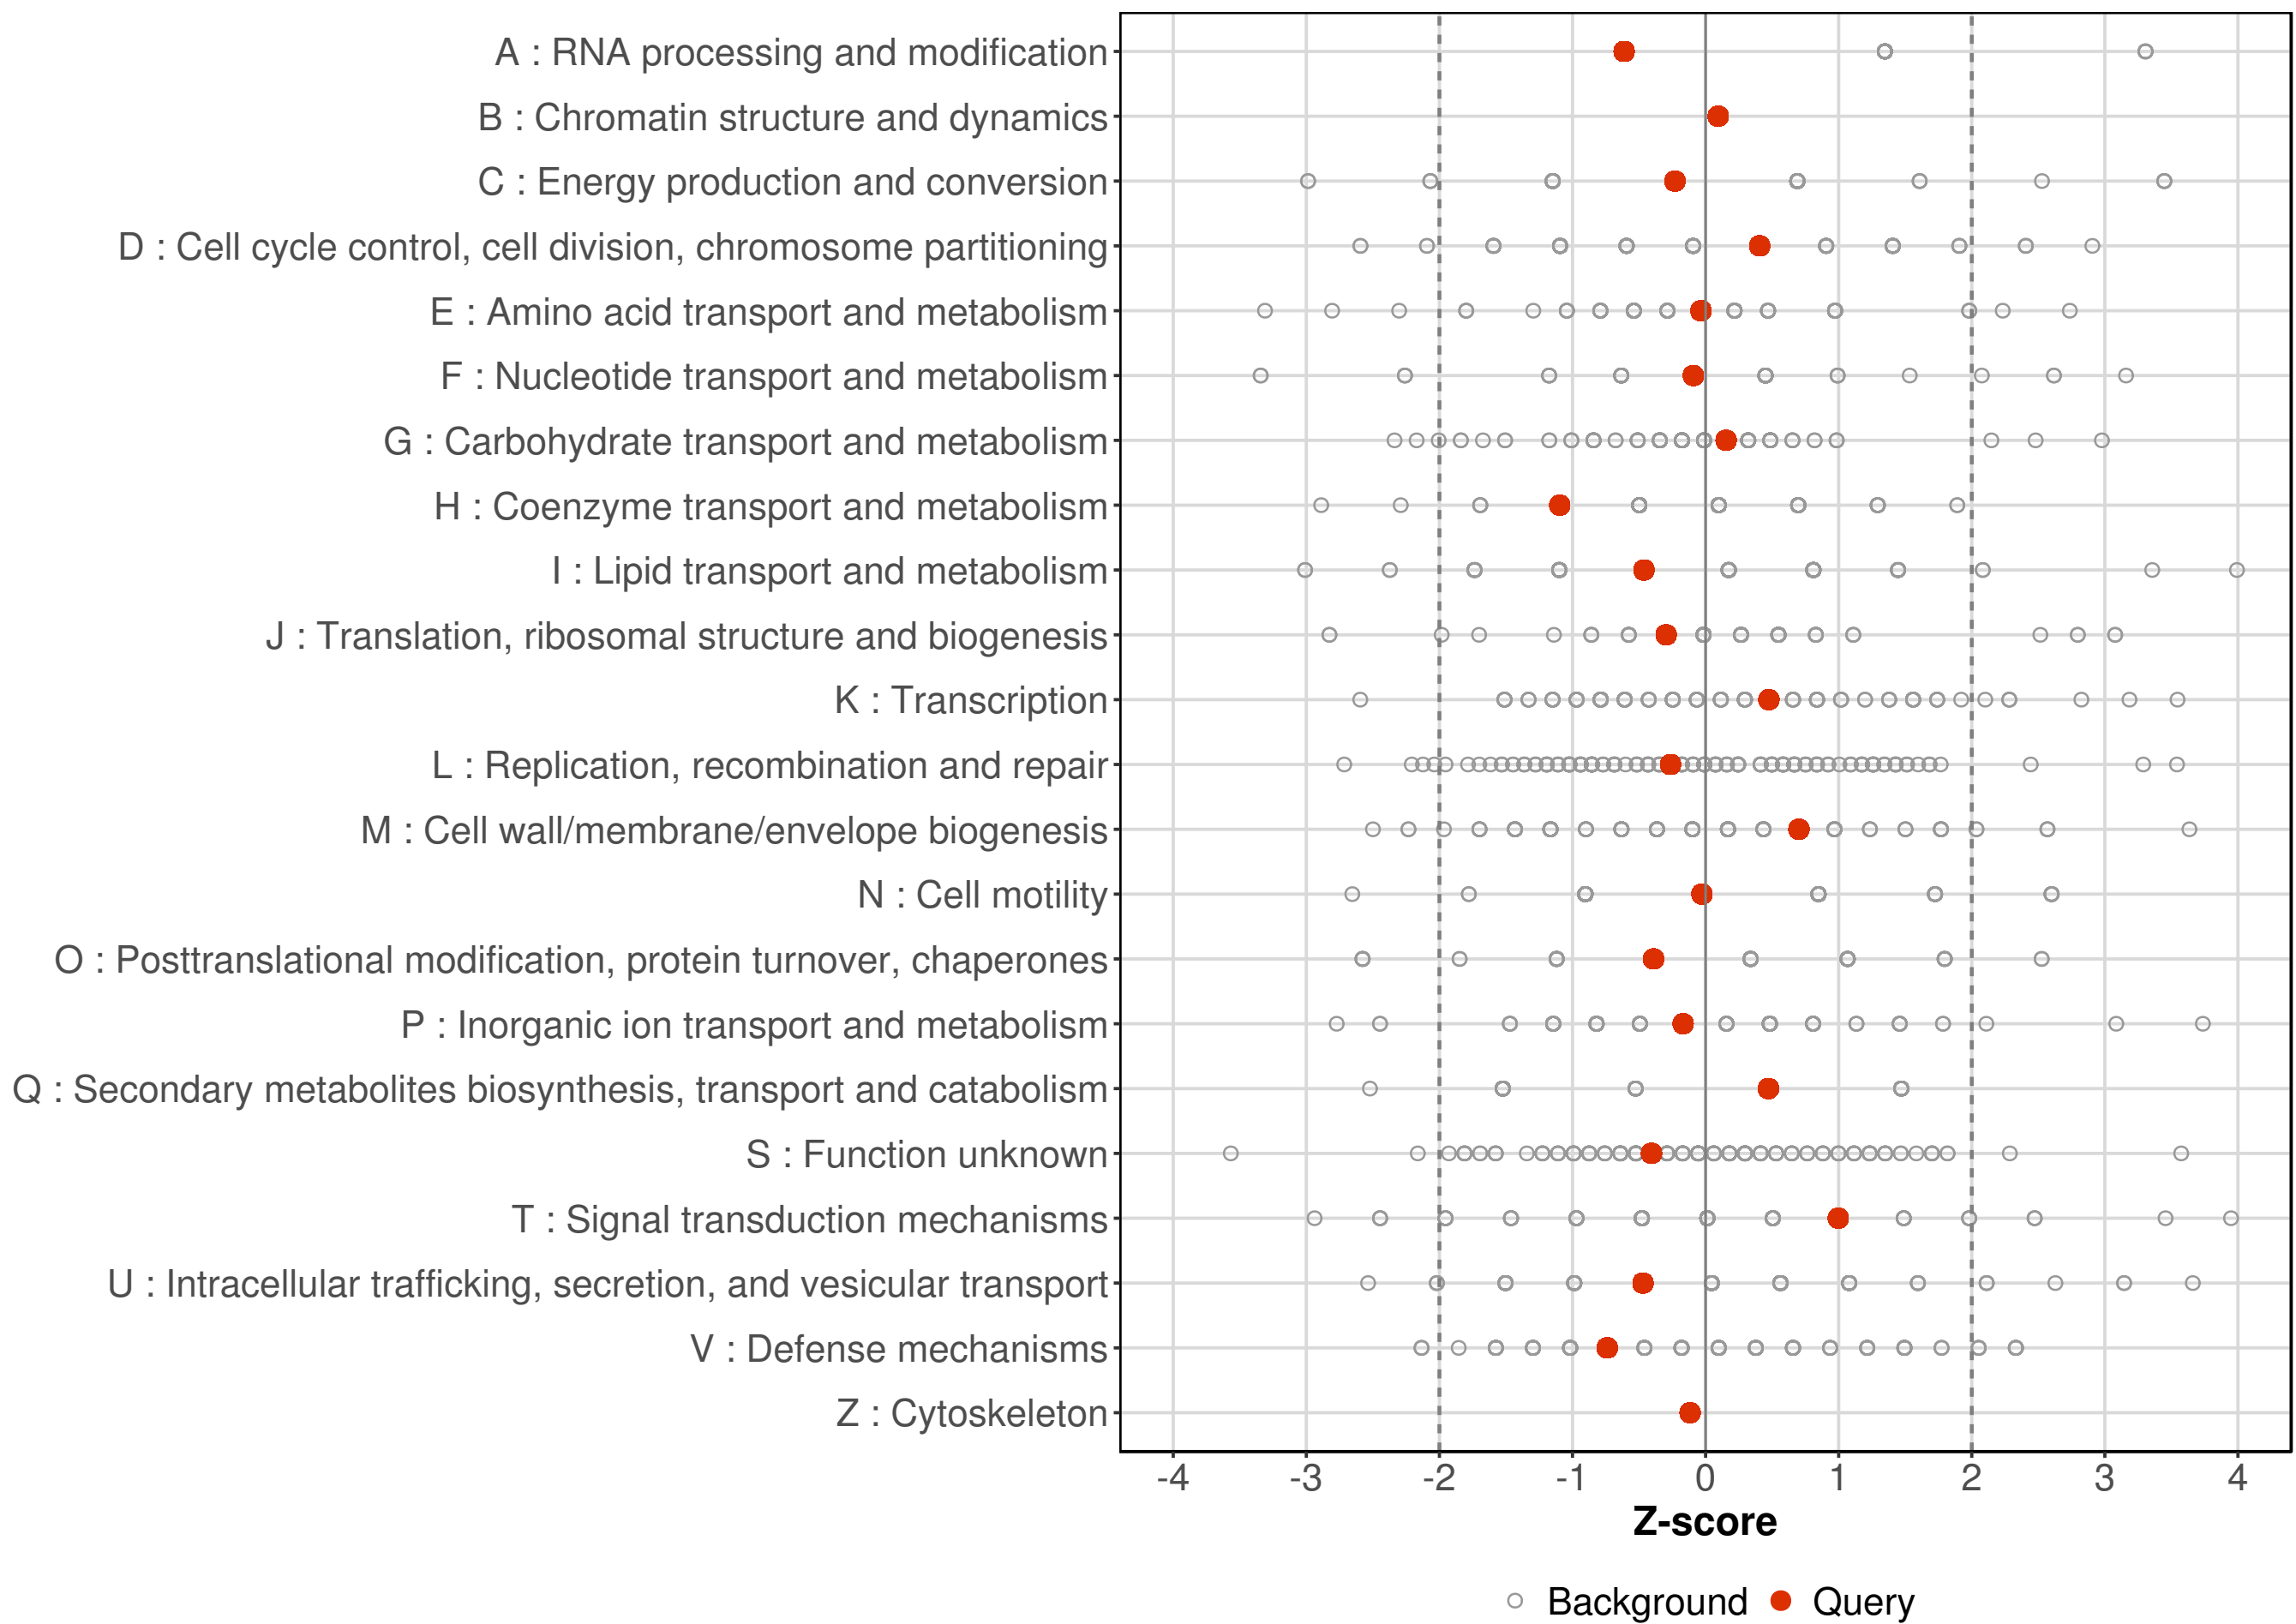 A : RNA processing and modification
B : Chromatin structure and dynamics
C : Energy production and conversion
D : Cell cycle control, cell division, chromosome partitioning
E : Amino acid transport and metabolism
F : Nucleotide transport and metabolism
G : Carbohydrate transport and metabolism
H : Coenzyme transport and metabolism
I : Lipid transport and metabolism
J : Translation, ribosomal structure and biogenesis
K : Transcription
L : Replication, recombination and repair
M : Cell wall/membrane/envelope biogenesis
N : Cell motility
O : Posttranslational modification, protein turnover, chaperones
P : Inorganic ion transport and metabolism
Q : Secondary metabolites biosynthesis, transport and catabolism
S : Function unknown
T : Signal transduction mechanisms
U : Intracellular trafficking, secretion, and vesicular transport
V : Defense mechanisms
Z : Cytoskeleton
-4 -3 -2 -1 0 1 2 3 4
Z-score
Background Query